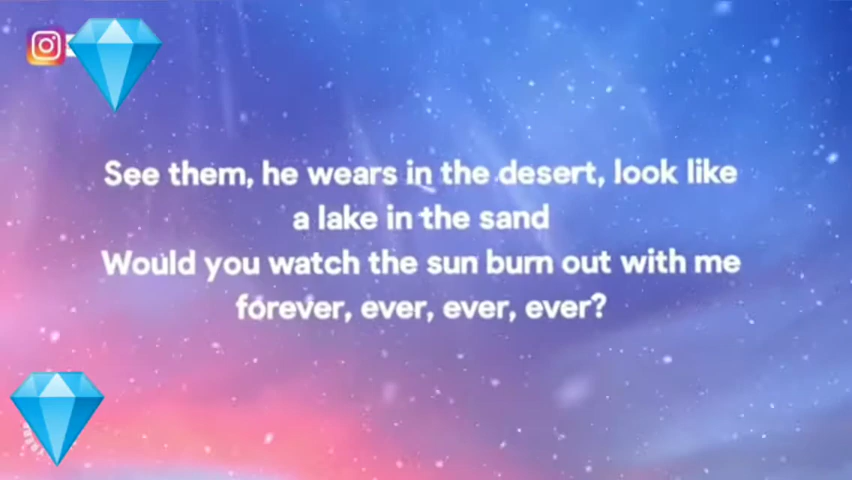 See them, he wears in the desert, look like
a lake in the sand
Would you watch the sun burn out with me
forever, ever, ever, ever?